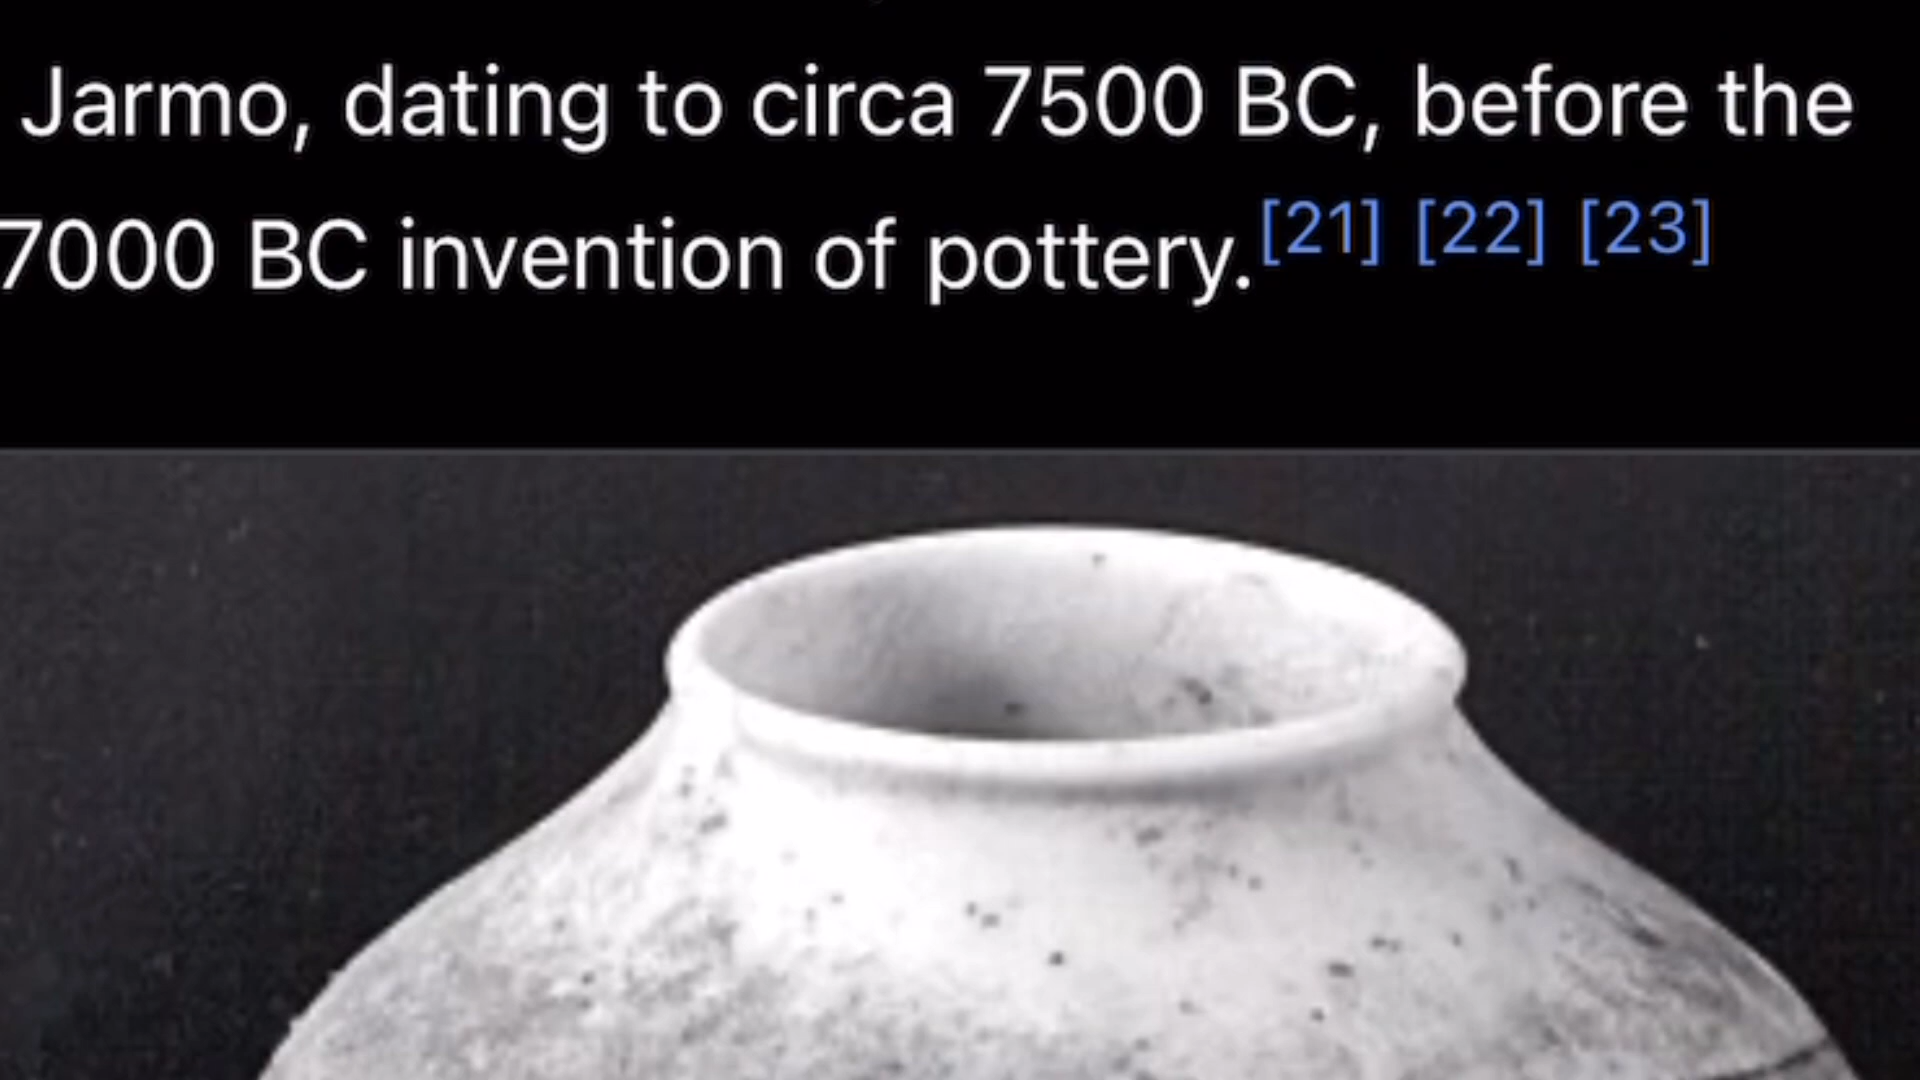 Jarmo, dating to circa 7500 BC, before the
7000 BC invention of pottery.[21] [22] [23]